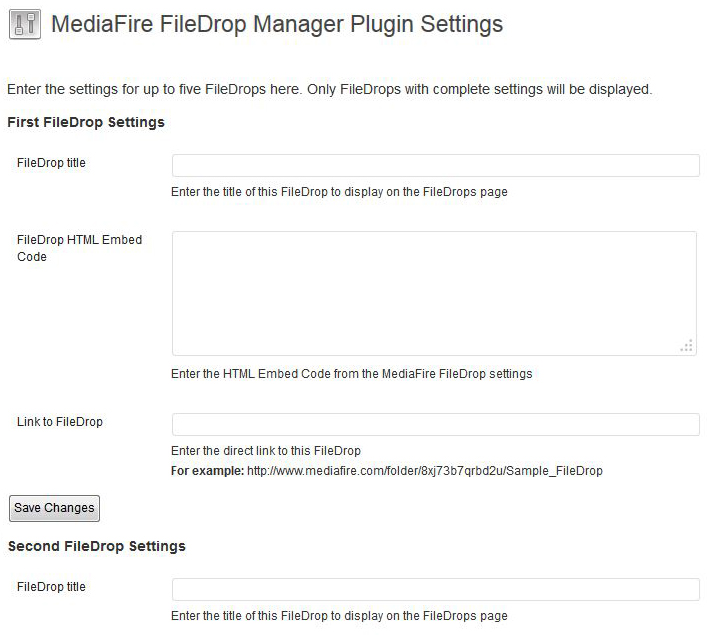 MediaFire FileDrop Manager Plugin Settings
Enter the settings for up to five FileDrops here. Only FileDrops with complete settings will be displayed.
First FileDrop Settings
FileDrop title
Enter the title of this FileDrop to display on the FileDrops page
FileDrop HTML Embed
Code
Enter the HTML Embed Code from the MediaFire FileDrop settings
Link to FileDrop
Enter the direct link to this FileDrop
For example: http://www.mediafire.com/folder/8xj73b7qrbd2u/Sample_FileDrop
Save Changes
Second FileDrop Settings
FileDrop title
Enter the title of this FileDrop to display on the FileDrops page